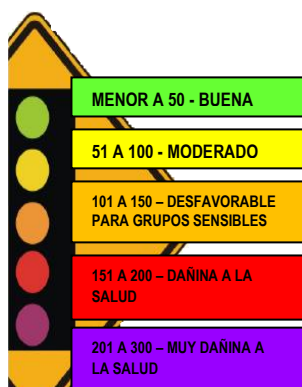 MENOR A 50 - BUENA
51 A 100 - MODERADO
101 A 150 – DESFAVORABLE
PARA GRUPOS SENSIBLES
151 A 200 – DAÑINA A LA
SALUD
201 A 300 – MUY DAÑINA A
LA SALUD